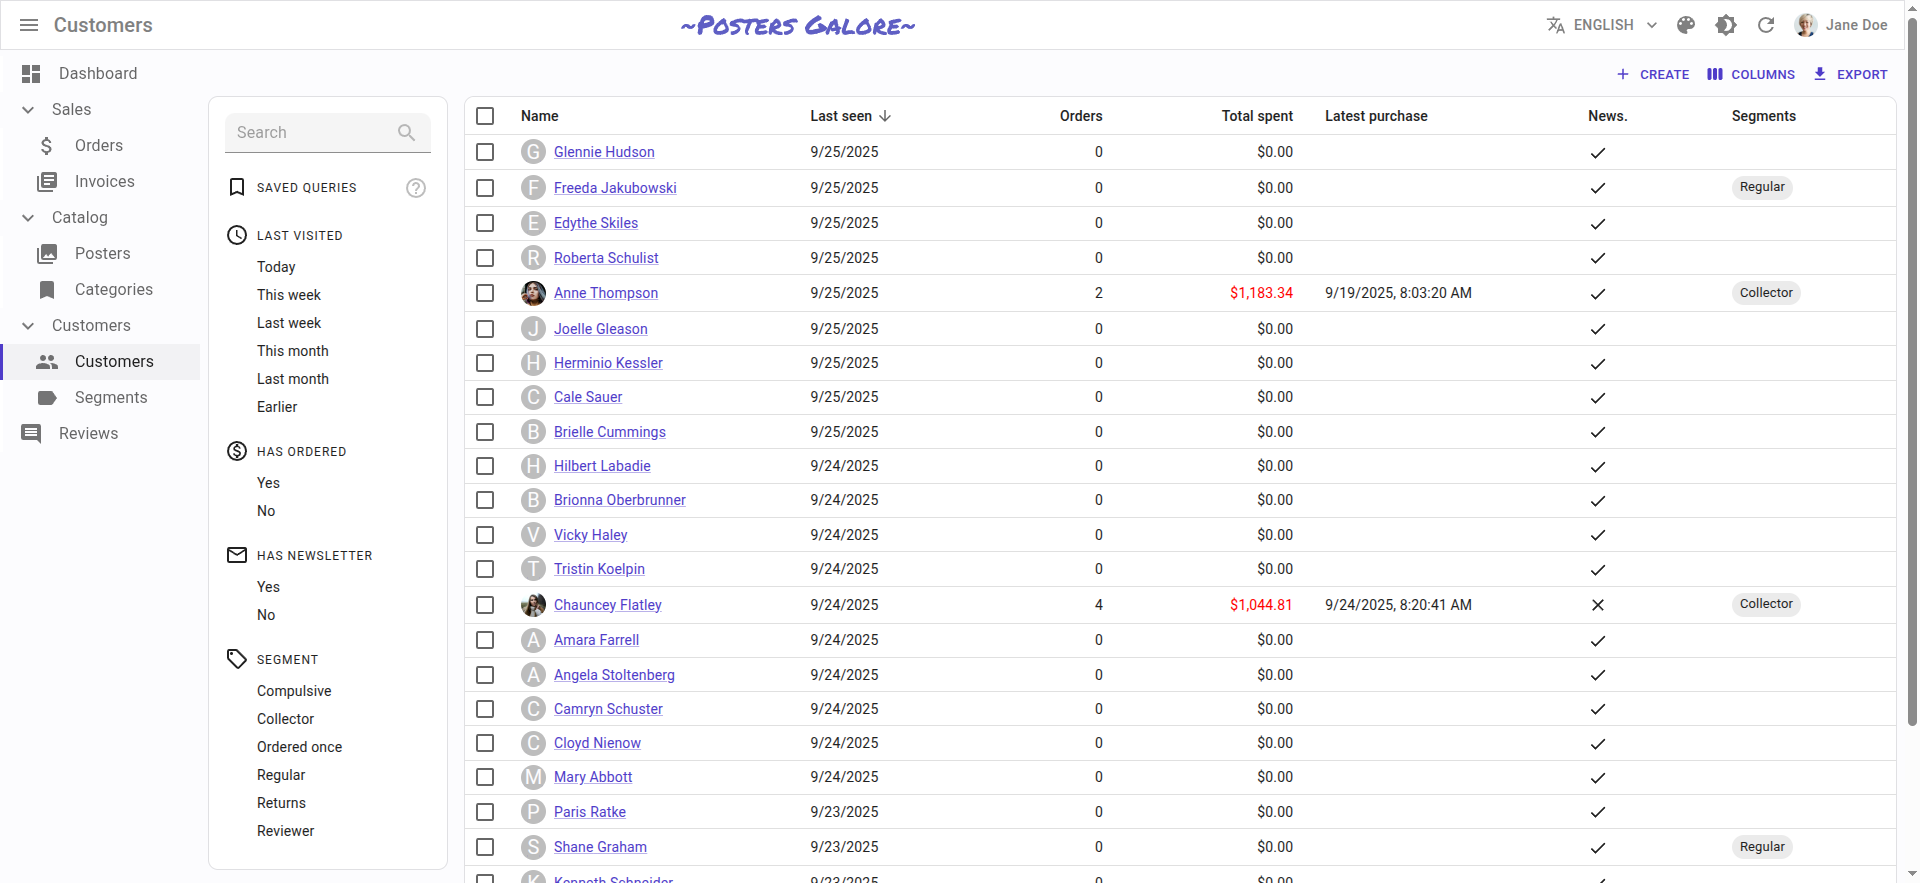 Customers
~Posters Galore~
ENGLISH
Jane Doe
Dashboard
Sales
Orders
Invoices
Catalog
Posters
Categories
Customers
Customers
Segments
Reviews
CREATE
COLUMNS
EXPORT
Search
SAVED QUERIES
?
LAST VISITED
Today
This week
Last week
This month
Last month
Earlier
HAS ORDERED
Yes
No
HAS NEWSLETTER
Yes
No
SEGMENT
Compulsive
Collector
Ordered once
Regular
Returns
Reviewer
Name Last seen Orders Total spent Latest purchase News. Segments
G Glennie Hudson 9/25/2025 0 $0.00
F Freeda Jakubowski 9/25/2025 0 $0.00 Regular
E Edythe Skiles 9/25/2025 0 $0.00
R Roberta Schulist 9/25/2025 0 $0.00
Anne Thompson 9/25/2025 2 $1,183.34 9/19/2025, 8:03:20 AM Collector
J Joelle Gleason 9/25/2025 0 $0.00
H Herminio Kessler 9/25/2025 0 $0.00
C Cale Sauer 9/25/2025 0 $0.00
B Brielle Cummings 9/25/2025 0 $0.00
H Hilbert Labadie 9/24/2025 0 $0.00
B Brionna Oberbrunner 9/24/2025 0 $0.00
V Vicky Haley 9/24/2025 0 $0.00
T Tristin Koelpin 9/24/2025 0 $0.00
Chauncey Flatley 9/24/2025 4 $1,044.81 9/24/2025, 8:20:41 AM Collector
A Amara Farrell 9/24/2025 0 $0.00
A Angela Stoltenberg 9/24/2025 0 $0.00
C Camryn Schuster 9/24/2025 0 $0.00
C Cloyd Nienow 9/24/2025 0 $0.00
M Mary Abbott 9/24/2025 0 $0.00
P Paris Ratke 9/23/2025 0 $0.00
S Shane Graham 9/23/2025 0 $0.00 Regular
K Kenneth Schneider 9/23/2025 0 $0.00